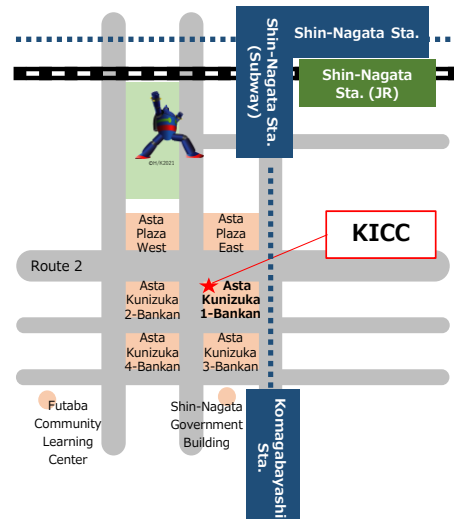 Shin-Nagata Sta.
Shin-Nagata Sta.
(Subway)
Shin-Nagata
Sta. (JR)
©H/K2021
Asta
Plaza
West
Asta
Plaza
East
KICC
Route 2
Asta
Kunizuka
2-Bankan
Asta
Kunizuka
1-Bankan
Asta
Kunizuka
4-Bankan
Asta
Kunizuka
3-Bankan
Futaba
Community
Learning
Center
Shin-Nagata
Government
Building
Komagabayashi
Sta.